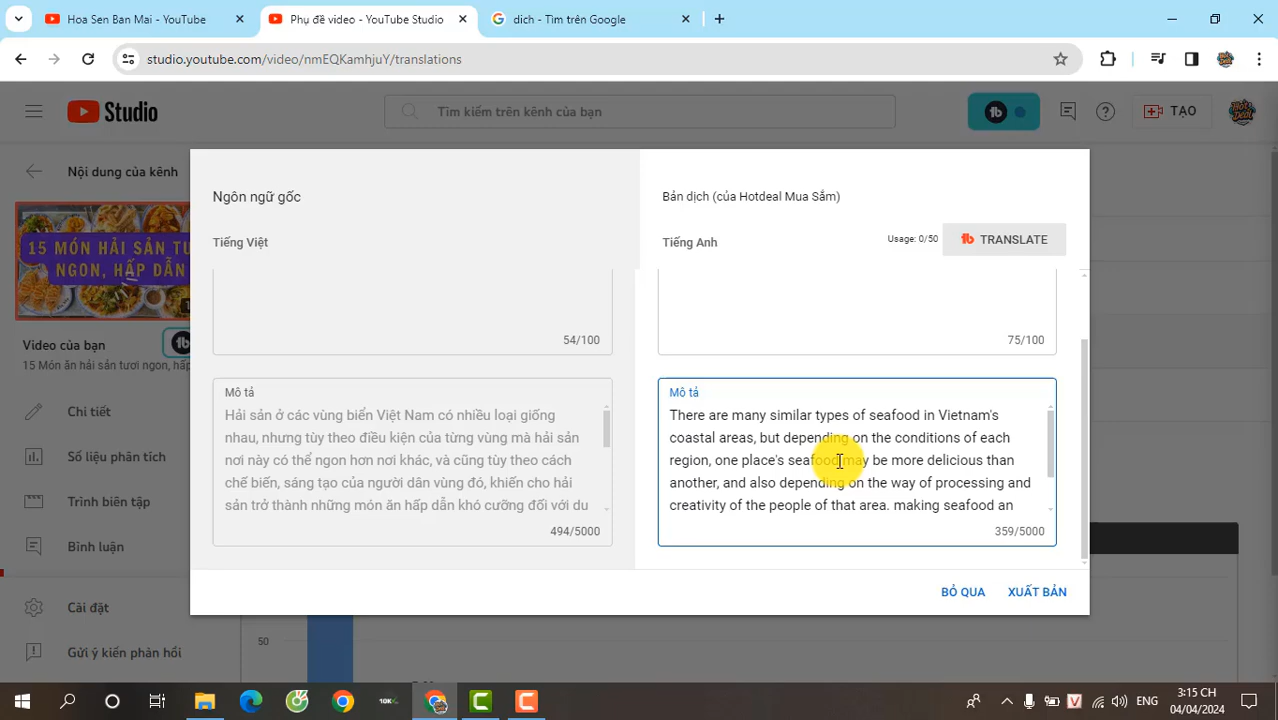 Hoa Sen Ban Mai - YouTube
Phụ đề video - YouTube Studio
dich - Tìm trên Google
studio.youtube.com/video/nmEQKamhjuY/translations
Studio
Tìm kiếm trên kênh của bạn
TẠO
Nội dung của kênh
15 MÓN HẢI SẢN TƯ
NGON, HẤP DẪN
Video của bạn
15 Món ăn hải sản tươi ngon, hấp
Chi tiết
Số liệu phân tích
Trình biên tập
Bình luận
Cài đặt
Gửi ý kiến phản hồi
Ngôn ngữ gốc
Tiếng Việt
54/100
Mô tả
Hải sản ở các vùng biển Việt Nam có nhiều loại giống
nhau, nhưng tùy theo điều kiện của từng vùng mà hải sản
nơi này có thể ngon hơn nơi khác, và cũng tùy theo cách
chế biến, sáng tạo của người dân vùng đó, khiến cho hải
sản trở thành những món ăn hấp dẫn khó cưỡng đối với du
494/5000
Bản dịch (của Hotdeal Mua Sắm)
Tiếng Anh
Usage: 0/50
TRANSLATE
75/100
Mô tả
There are many similar types of seafood in Vietnam's
coastal areas, but depending on the conditions of each
region, one place's seafood may be more delicious than
another, and also depending on the way of processing and
creativity of the people of that area. making seafood an
359/5000
BỎ QUA
XUẤT BẢN
50
10K
ENG
3:15 CH
04/04/2024